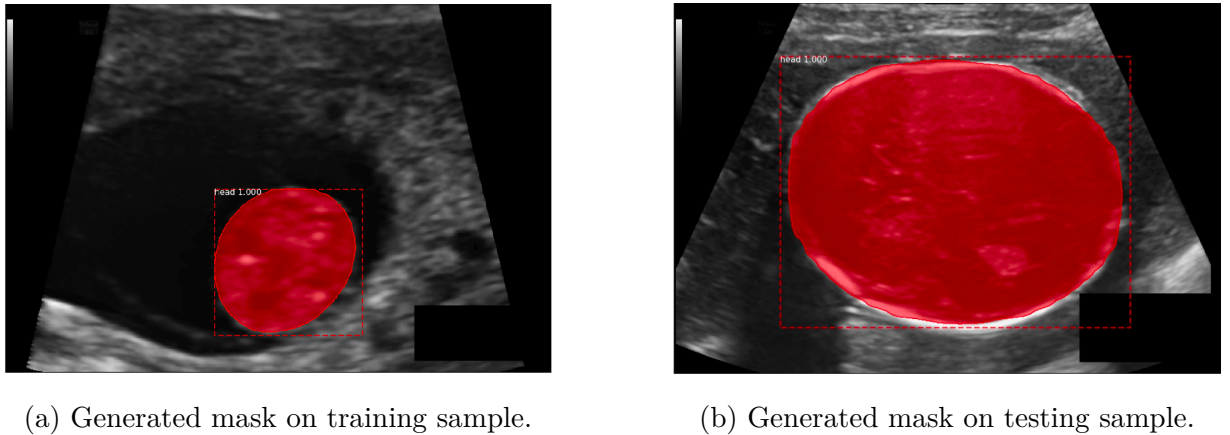 head 1.000
head 1.000
(a) Generated mask on training sample.
(b) Generated mask on testing sample.